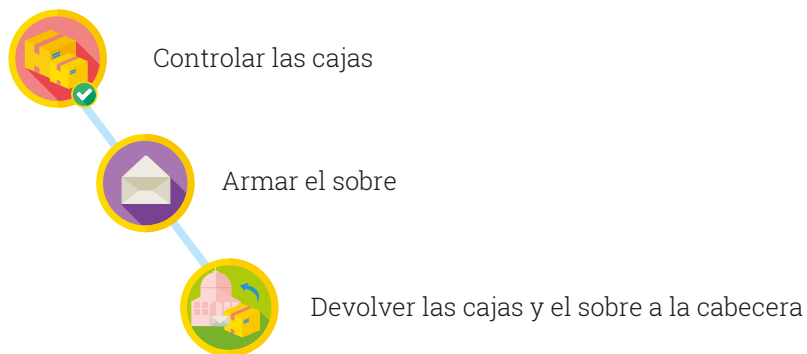 Controlar las cajas
Armar el sobre
Devolver las cajas y el sobre a la cabecera